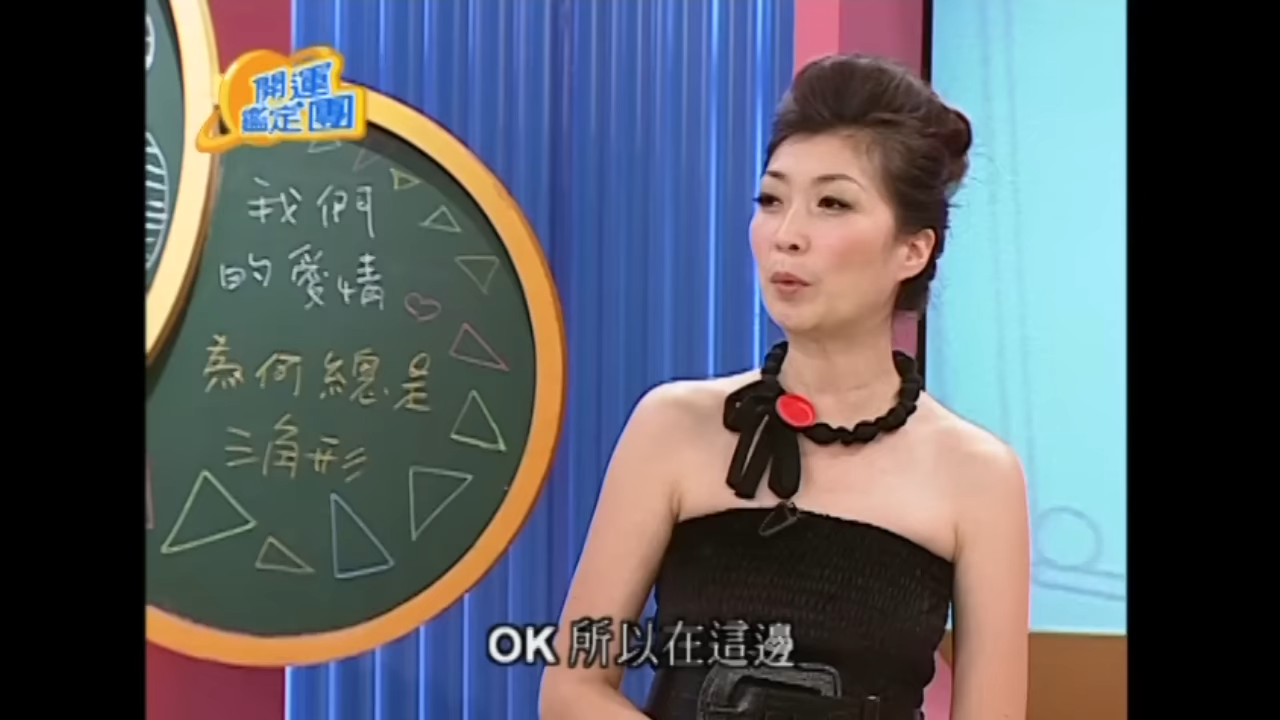 開運
鑑定團
我們
的愛情
為何總是
三角形
OK 所以在這邊